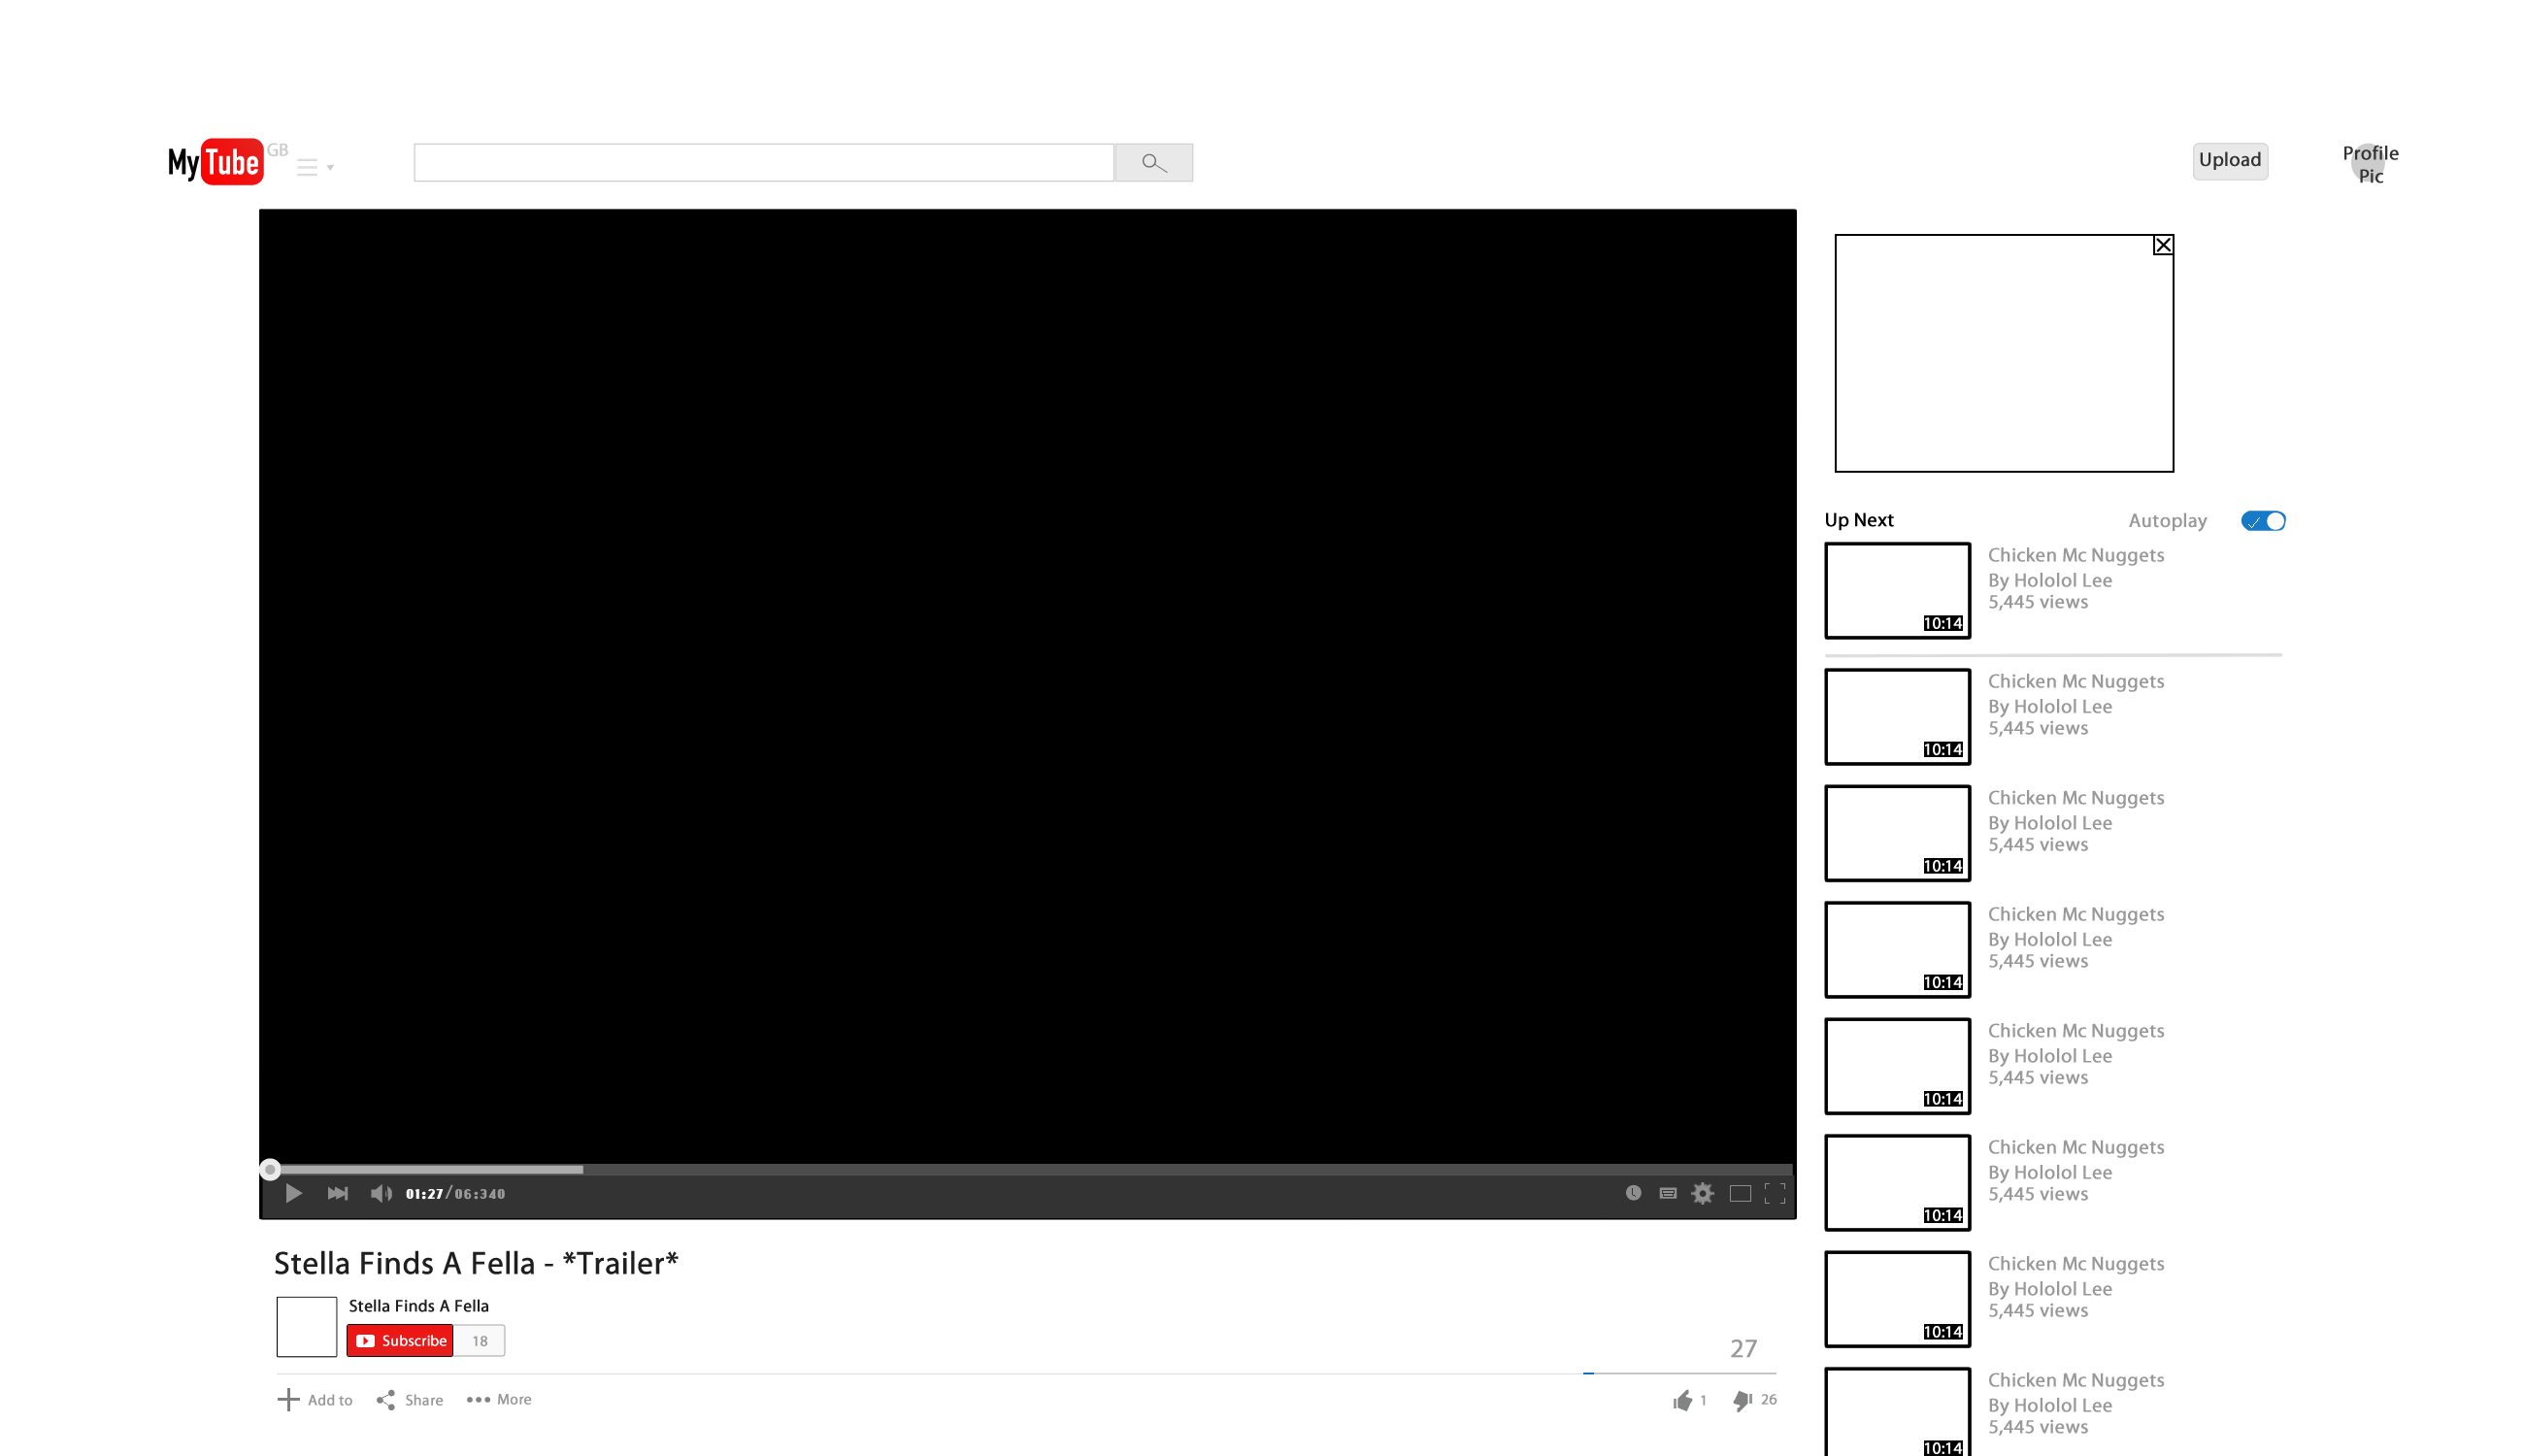 MyTube GB
Upload
Profile
Pic
Up Next
Autoplay
Chicken Mc Nuggets
By Hololol Lee
5,445 views
10:14
Chicken Mc Nuggets
By Hololol Lee
5,445 views
10:14
Chicken Mc Nuggets
By Hololol Lee
5,445 views
10:14
Chicken Mc Nuggets
By Hololol Lee
5,445 views
10:14
Chicken Mc Nuggets
By Hololol Lee
5,445 views
10:14
Chicken Mc Nuggets
By Hololol Lee
5,445 views
10:14
Chicken Mc Nuggets
By Hololol Lee
5,445 views
10:14
Chicken Mc Nuggets
By Hololol Lee
5,445 views
10:14
01:27/06:340
Stella Finds A Fella - *Trailer*
Stella Finds A Fella
Subscribe 18
27
Add to Share More
1 26